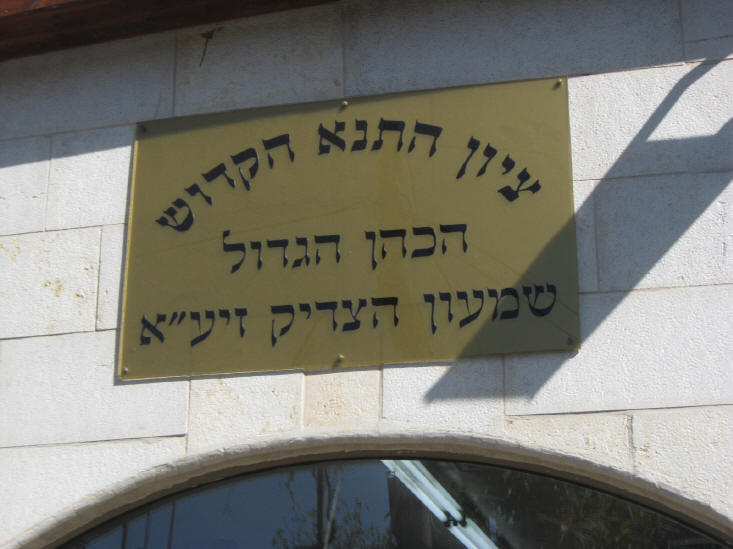 ציון התנא הקדוש
הכהן הגדול
שמעון הצדיק זיע״א